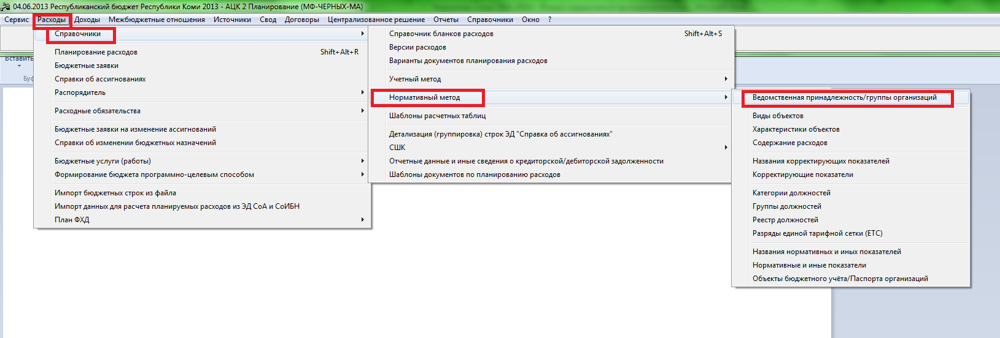 04.06.2013 Республиканский бюджет Республики Коми 2013 - АЦК 2 Планирование (МФ-ЧЕРНЫХ-МА)
Сервис Расходы Доходы Межбюджетные отношения Источники Свод Договоры Централизованное решение Отчеты Справочники Окно ?
Справочники
Планирование расходов Shift+Alt+R
Бюджетные заявки
Справки об ассигнованиях
Распорядитель
Расходные обязательства
Бюджетные заявки на изменение ассигнований
Справки об изменении бюджетных назначений
Бюджетные услуги (работы)
Формирование бюджета программно-целевым способом
Импорт бюджетных строк из файла
Импорт данных для расчета планируемых расходов из ЭД СоА и СоИБН
План ФХД
Справочник бланков расходов Shift+Alt+S
Версии расходов
Варианты документов планирования расходов
Учетный метод
Нормативный метод
Шаблоны расчетных таблиц
Детализация (группировка) строк ЭД "Справка об ассигнованиях"
СШК
Отчетные данные и иные сведения о кредиторской/дебиторской задолженности
Шаблоны документов по планированию расходов
Ведомственная принадлежность/группы организаций
Виды объектов
Характеристики объектов
Содержание расходов
Названия корректирующих показателей
Корректирующие показатели
Категории должностей
Группы должностей
Реестр должностей
Разряды единой тарифной сетки (ЕТС)
Названия нормативных и иных показателей
Нормативные и иные показатели
Объекты бюджетного учёта/Паспорта организаций
Вставить
Буф